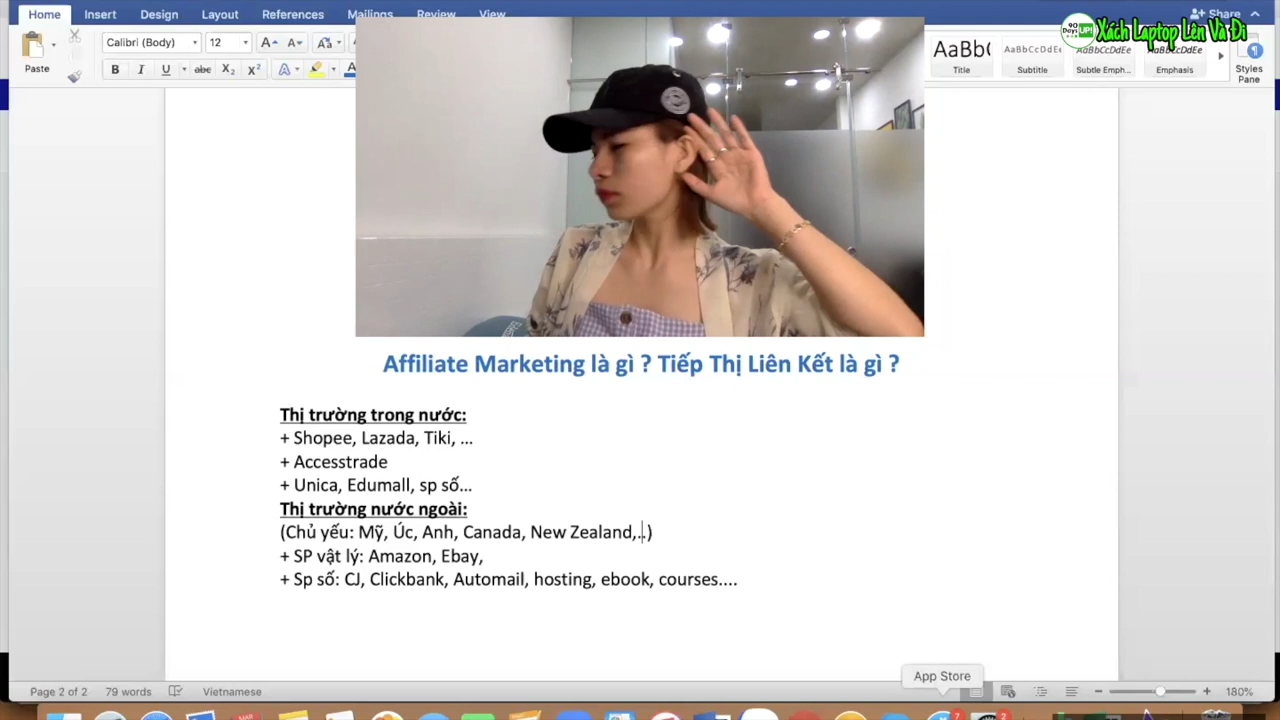 Home Insert Design Layout References Mailings Review View Share
Xách Laptop Lên Và Đi
90 Days UP!
Calibri (Body) 12
Paste
AaBb( AaBbCcDdEe AaBbCcDdEe AaBbCcDdEe
Title Subtitle Subtle Emph... Emphasis Styles Pane
Affiliate Marketing là gì ? Tiếp Thị Liên Kết là gì ?
Thị trường trong nước:
+ Shopee, Lazada, Tiki, ...
+ Accesstrade
+ Unica, Edumall, sp số...
Thị trường nước ngoài:
(Chủ yếu: Mỹ, Úc, Anh, Canada, New Zealand,..)
+ SP vật lý: Amazon, Ebay,
+ Sp số: CJ, Clickbank, Automail, hosting, ebook, courses....
App Store
Page 2 of 2 79 words Vietnamese 180%